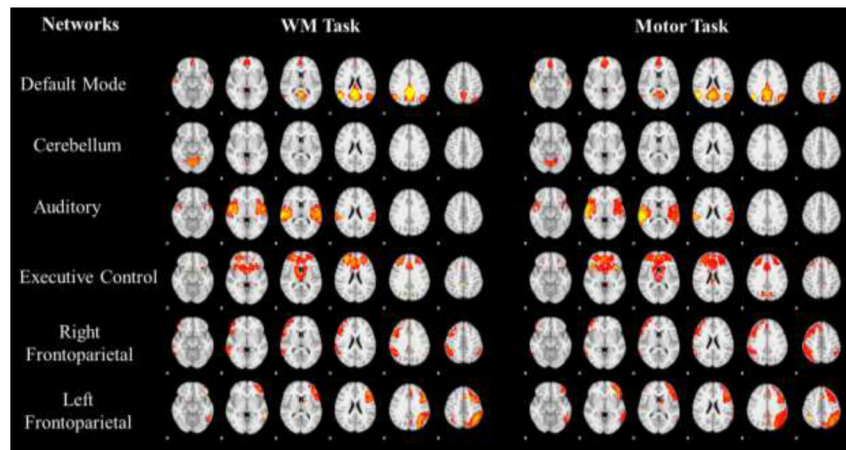 Networks WM Task Motor Task
Default Mode
Cerebellum
Auditory
Executive Control
Right
Frontoparietal
Left
Frontoparietal